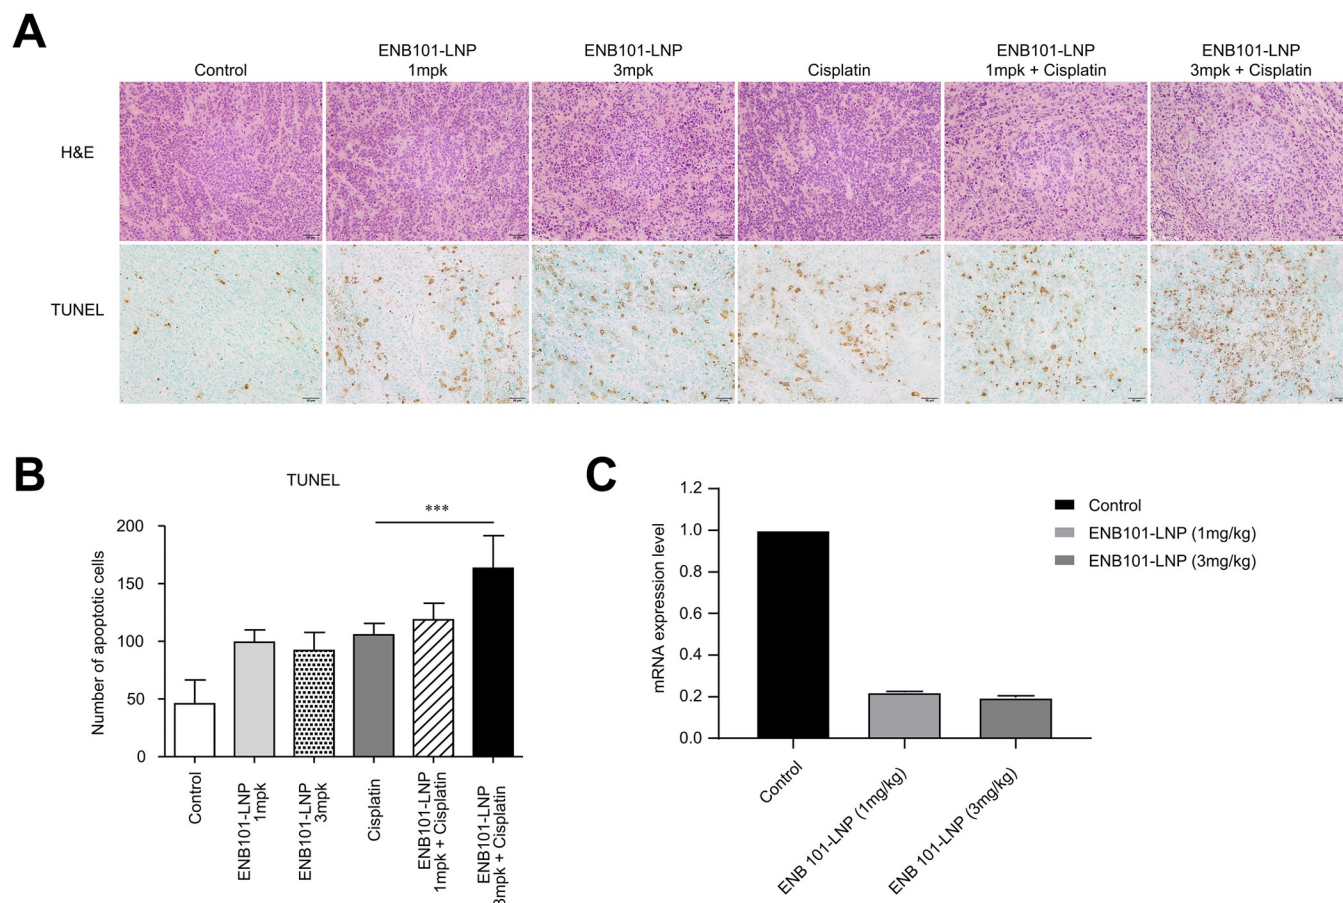 A
Control
ENB101-LNP
1mpk
ENB101-LNP
3mpk
Cisplatin
ENB101-LNP
1mpk + Cisplatin
ENB101-LNP
3mpk + Cisplatin
H&E
TUNEL
B
TUNEL
***
Number of apoptotic cells
200
150
100
50
0
Control
ENB101-LNP
1mpk
ENB101-LNP
3mpk
Cisplatin
ENB101-LNP
1mpk + Cisplatin
ENB101-LNP
3mpk + Cisplatin
C
mRNA expression level
1.2
1.0
0.8
0.6
0.4
0.2
0.0
Control
ENB 101-LNP (1mg/kg)
ENB 101-LNP (3mg/kg)
Control
ENB101-LNP (1mg/kg)
ENB101-LNP (3mg/kg)